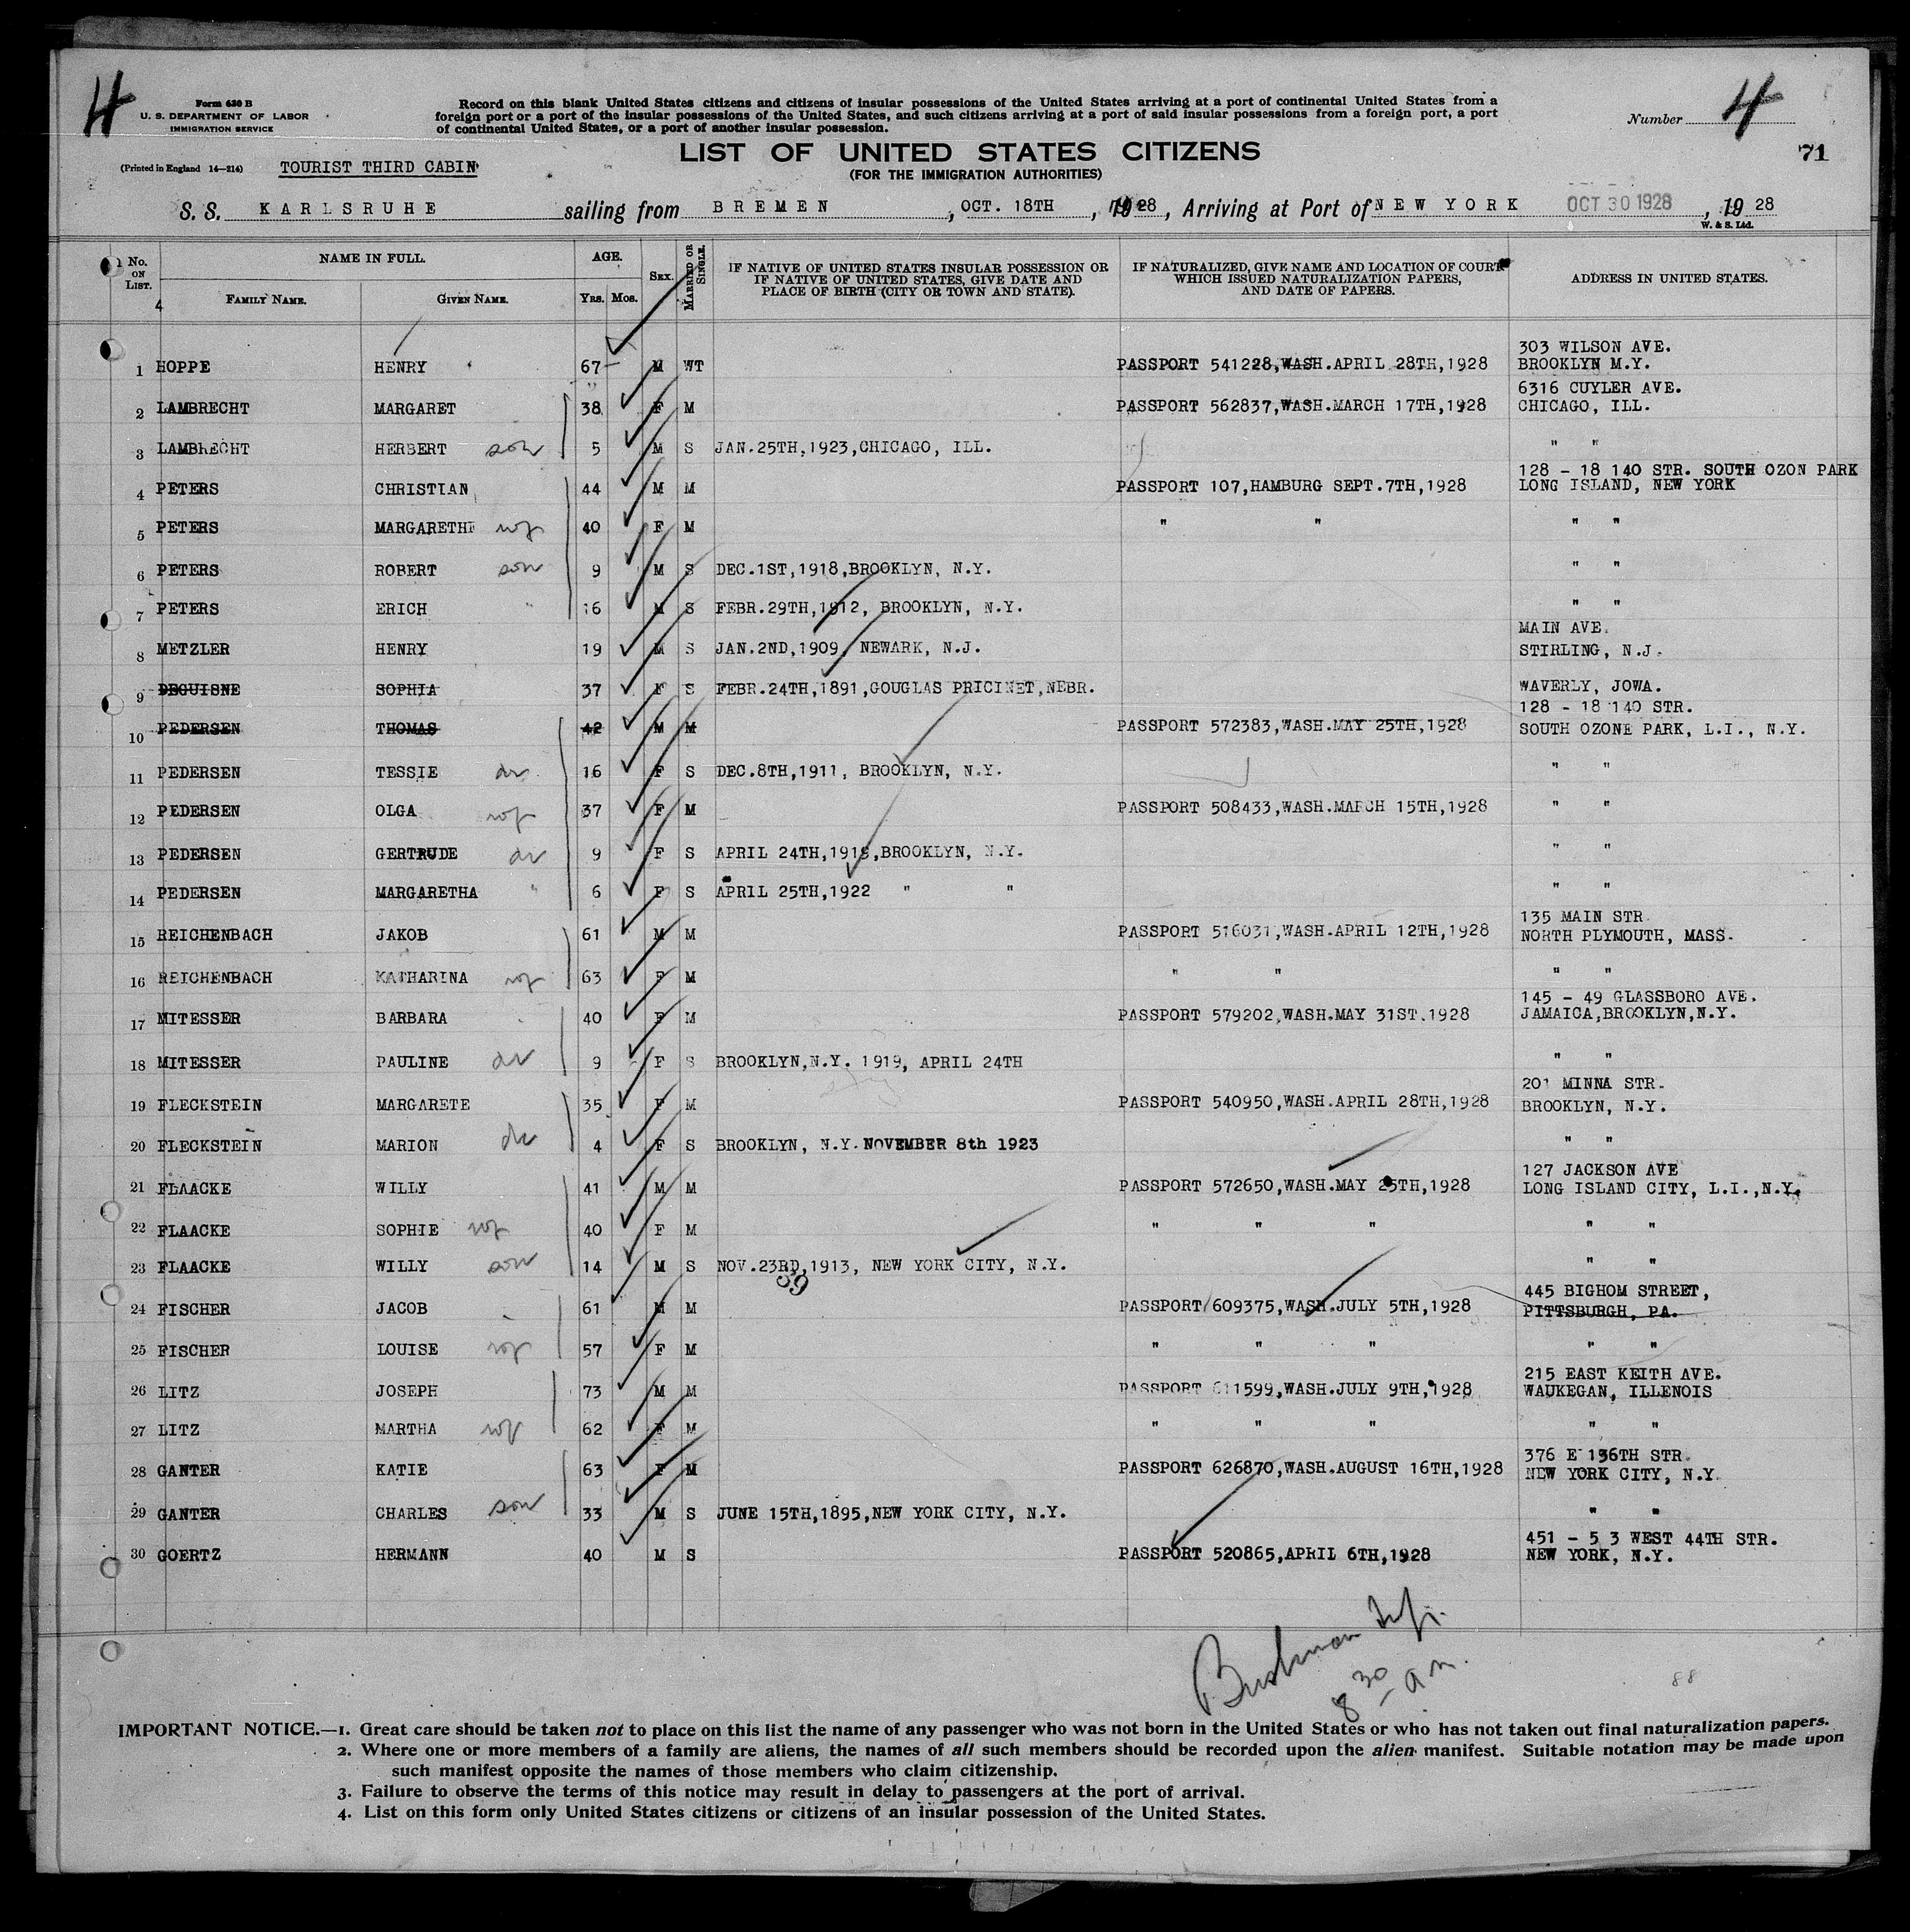 4
Form 630 B
U. S. DEPARTMENT OF LABOR
IMMIGRATION SERVICE
Record on this blank United States citizens and citizens of insular possessions of the United States arriving at a port of continental United States from a
foreign port or a port of the insular possessions of the United States, and such citizens arriving at a port of said insular possessions from a foreign port, a port
of continental United States, or a port of another insular possession.
Number 4
(Printed in England 14—214) TOURIST THIRD CABIN
LIST OF UNITED STATES CITIZENS
(FOR THE IMMIGRATION AUTHORITIES)
71
S. S. KARLSRUHE sailing from BREMEN, OCT. 18TH, 1928, Arriving at Port of NEW YORK OCT 30 1928, 1928
W. & S. Ltd.
No. ON LIST. NAME IN FULL. AGE. SEX. MARRIED OR SINGLE. IF NATIVE OF UNITED STATES INSULAR POSSESSION OR IF NATIVE OF UNITED STATES, GIVE DATE AND PLACE OF BIRTH (CITY OR TOWN AND STATE). IF NATURALIZED, GIVE NAME AND LOCATION OF COURT WHICH ISSUED NATURALIZATION PAPERS, AND DATE OF PAPERS. ADDRESS IN UNITED STATES.
4 FAMILY NAME. GIVEN NAME. YRS. MOS.
303 WILSON AVE.
1 HOPPE HENRY 67 M WT PASSPORT 541228,WASH.APRIL 28TH,1928 BROOKLYN M.Y.
6316 CUYLER AVE.
2 LAMBRECHT MARGARET 38 F M PASSPORT 562837,WASH.MARCH 17TH,1928 CHICAGO, ILL.
3 LAMBRECHT HERBERT son 5 M S JAN.25TH,1923,CHICAGO, ILL. " "
128 - 18 140 STR. SOUTH OZON PARK
4 PETERS CHRISTIAN 44 M M PASSPORT 107,HAMBURG SEPT.7TH,1928 LONG ISLAND, NEW YORK
5 PETERS MARGARETHE wf 40 F M " " " "
6 PETERS ROBERT son 9 M S DEC.1ST,1918,BROOKLYN, N.Y. " "
7 PETERS ERICH " 16 M S FEBR.29TH,1912, BROOKLYN, N.Y. " "
MAIN AVE.
8 METZLER HENRY 19 M S JAN.2ND,1909, NEWARK, N.J. STIRLING, N.J.
9 DEGUISNE SOPHIA 37 F S FEBR.24TH,1891,GOUGLAS PRICINET,NEBR. WAVERLY, JOWA.
128 - 18 140 STR.
10 PEDERSEN THOMAS 42 M M PASSPORT 572383,WASH.MAY 25TH,1928 SOUTH OZONE PARK, L.I., N.Y.
11 PEDERSEN TESSIE dr 16 F S DEC.8TH,1911, BROOKLYN, N.Y. " "
12 PEDERSEN OLGA wf 37 F M PASSPORT 508433,WASH.MARCH 15TH,1928 " "
13 PEDERSEN GERTRUDE dr 9 F S APRIL 24TH,1919,BROOKLYN, N.Y. " "
14 PEDERSEN MARGARETHA " 6 F S APRIL 25TH,1922 " " " "
135 MAIN STR.
15 REICHENBACH JAKOB 61 M M PASSPORT 516031,WASH.APRIL 12TH,1928 NORTH PLYMOUTH, MASS.
16 REICHENBACH KATHARINA wf 63 F M " " " "
145 - 49 GLASSBORO AVE.
17 MITESSER BARBARA 40 F M PASSPORT 579202,WASH.MAY 31ST.1928 JAMAICA,BROOKLYN,N.Y.
18 MITESSER PAULINE dr 9 F S BROOKLYN,N.Y. 1919, APRIL 24TH " "
201 MINNA STR.
19 FLECKSTEIN MARGARETE 35 F M PASSPORT 540950,WASH.APRIL 28TH,1928 BROOKLYN, N.Y.
20 FLECKSTEIN MARION dr 4 F S BROOKLYN, N.Y. NOVEMBER 8th 1923 " "
127 JACKSON AVE
21 FLAACKE WILLY 41 M M PASSPORT 572650,WASH.MAY 25TH,1928 LONG ISLAND CITY, L.I.,N.Y.
22 FLAACKE SOPHIE wf 40 F M " " " " "
23 FLAACKE WILLY son 14 M S NOV.23RD,1913, NEW YORK CITY, N.Y. " "
39
445 BIGHOM STREET,
24 FISCHER JACOB 61 M M PASSPORT 609375,WASH.JULY 5TH,1928 PITTSBURGH, PA.
25 FISCHER LOUISE wf 57 F M " " " " "
215 EAST KEITH AVE.
26 LITZ JOSEPH 73 M M PASSPORT 611599,WASH.JULY 9TH,1928 WAUKEGAN, ILLENOIS
27 LITZ MARTHA wf 62 F M " " " " "
376 E 136TH STR.
28 GANTER KATIE 63 F M PASSPORT 626870,WASH.AUGUST 16TH,1928 NEW YORK CITY, N.Y.
29 GANTER CHARLES son 33 M S JUNE 15TH,1895,NEW YORK CITY, N.Y. " "
451 - 5 3 WEST 44TH STR.
30 GOERTZ HERMANN 40 M S PASSPORT 520865,APRIL 6TH,1928 NEW YORK, N.Y.
8 30 a m.
88
IMPORTANT NOTICE.—1. Great care should be taken not to place on this list the name of any passenger who was not born in the United States or who has not taken out final naturalization papers.
2. Where one or more members of a family are aliens, the names of all such members should be recorded upon the alien manifest. Suitable notation may be made upon
such manifest opposite the names of those members who claim citizenship.
3. Failure to observe the terms of this notice may result in delay to passengers at the port of arrival.
4. List on this form only United States citizens or citizens of an insular possession of the United States.